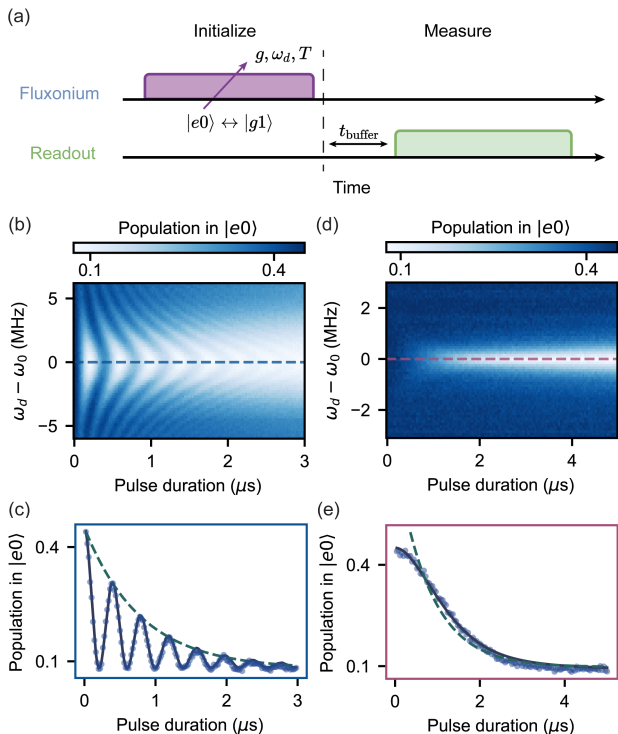 (a)
Initialize
Measure
g, ω_d, T
Fluxonium
|e0⟩ ↔ |g1⟩
t_buffer
Readout
Time
(b)
Population in |e0⟩
0.1 0.4
ω_d − ω_0 (MHz)
5
0
−5
0 1 2 3
Pulse duration (μs)
(d)
Population in |e0⟩
0.1 0.4
ω_d − ω_0 (MHz)
2
0
−2
0 2 4
Pulse duration (μs)
(c)
Population in |e0⟩
0.4
0.1
0 1 2 3
Pulse duration (μs)
(e)
Population in |e0⟩
0.4
0.1
0 2 4
Pulse duration (μs)